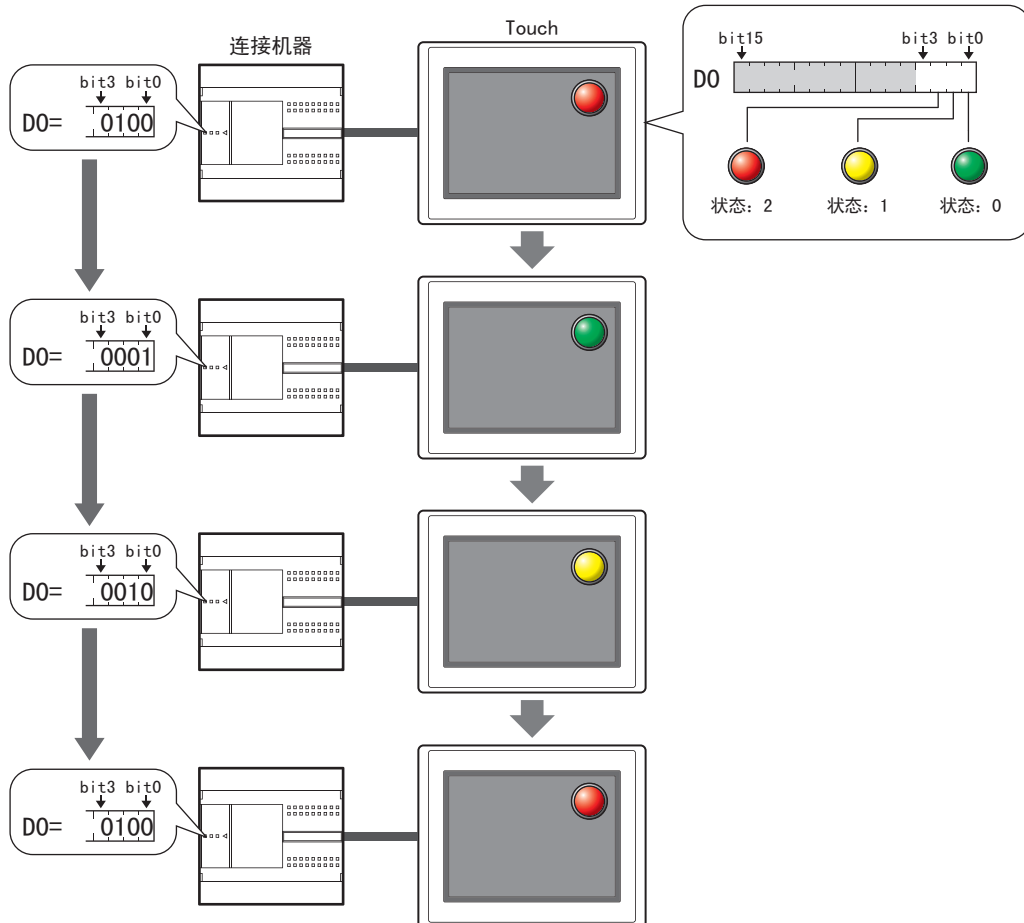 连接机器
Touch
bit15 bit3 bit0
D0
状态：2 状态：1 状态：0
bit3 bit0
D0= 0100
bit3 bit0
D0= 0001
bit3 bit0
D0= 0010
bit3 bit0
D0= 0100